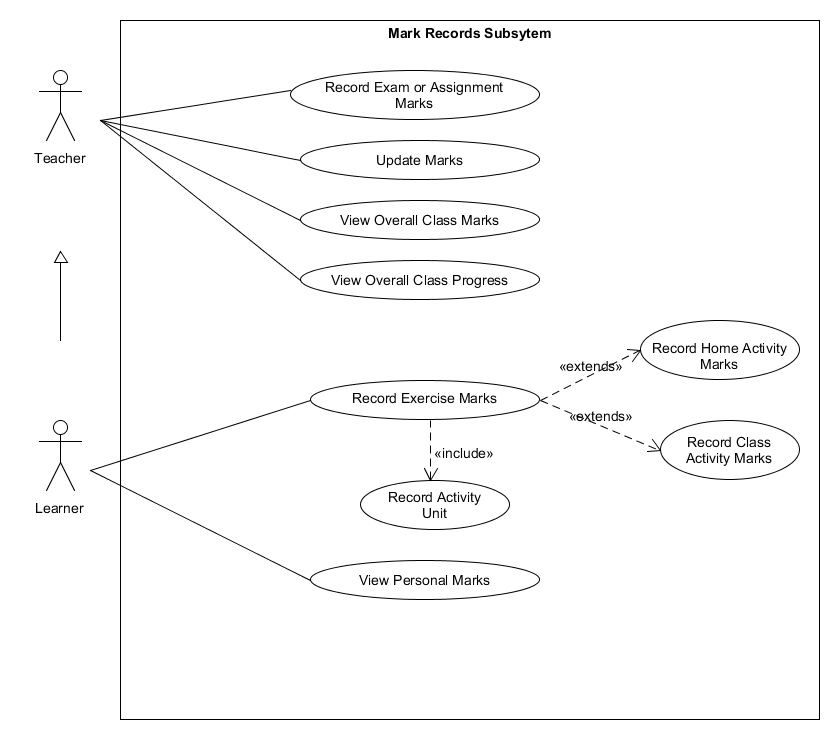 Mark Records Subsytem
Record Exam or Assignment
Marks
Teacher
Update Marks
View Overall Class Marks
View Overall Class Progress
Record Home Activity
Marks
«extends»
Record Exercise Marks
«extends»
Record Class
Activity Marks
«include»
Record Activity
Unit
Learner
View Personal Marks